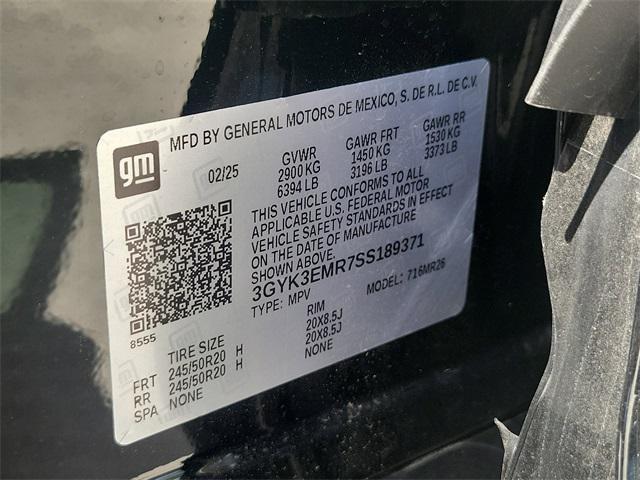 MFD BY GENERAL MOTORS DE MEXICO, S. DE R.L. DE C.V.
gm
02/25
GVWR GAWR FRT GAWR RR
2900 KG 1450 KG 1530 KG
6394 LB 3196 LB 3373 LB
THIS VEHICLE CONFORMS TO ALL
APPLICABLE U.S. FEDERAL MOTOR
VEHICLE SAFETY STANDARDS IN EFFECT
ON THE DATE OF MANUFACTURE
SHOWN ABOVE.
3GYK3EMR7SS189371
TYPE: MPV MODEL: 716MR26
8555
TIRE SIZE RIM
FRT 245/50R20 H 20X8.5J
RR 245/50R20 H 20X8.5J
SPA NONE NONE